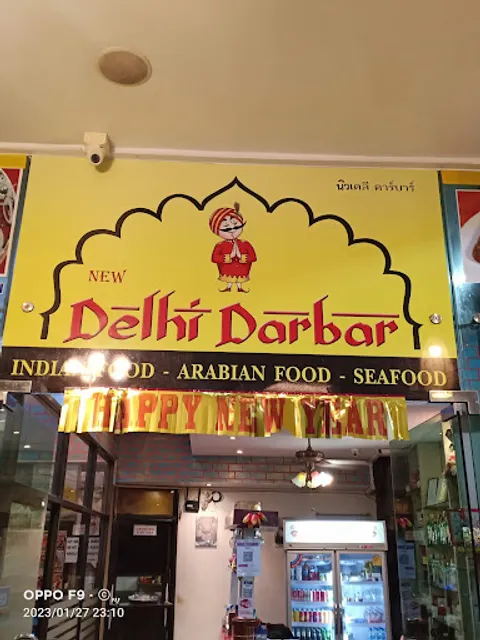 นิวเดลี ดาร์บาร์
NEW
Delhi Darbar
INDIAN FOOD - ARABIAN FOOD - SEAFOOD
HAPPY NEW YEAR
OPPO F9 · ©ry
2023/01/27 23:10